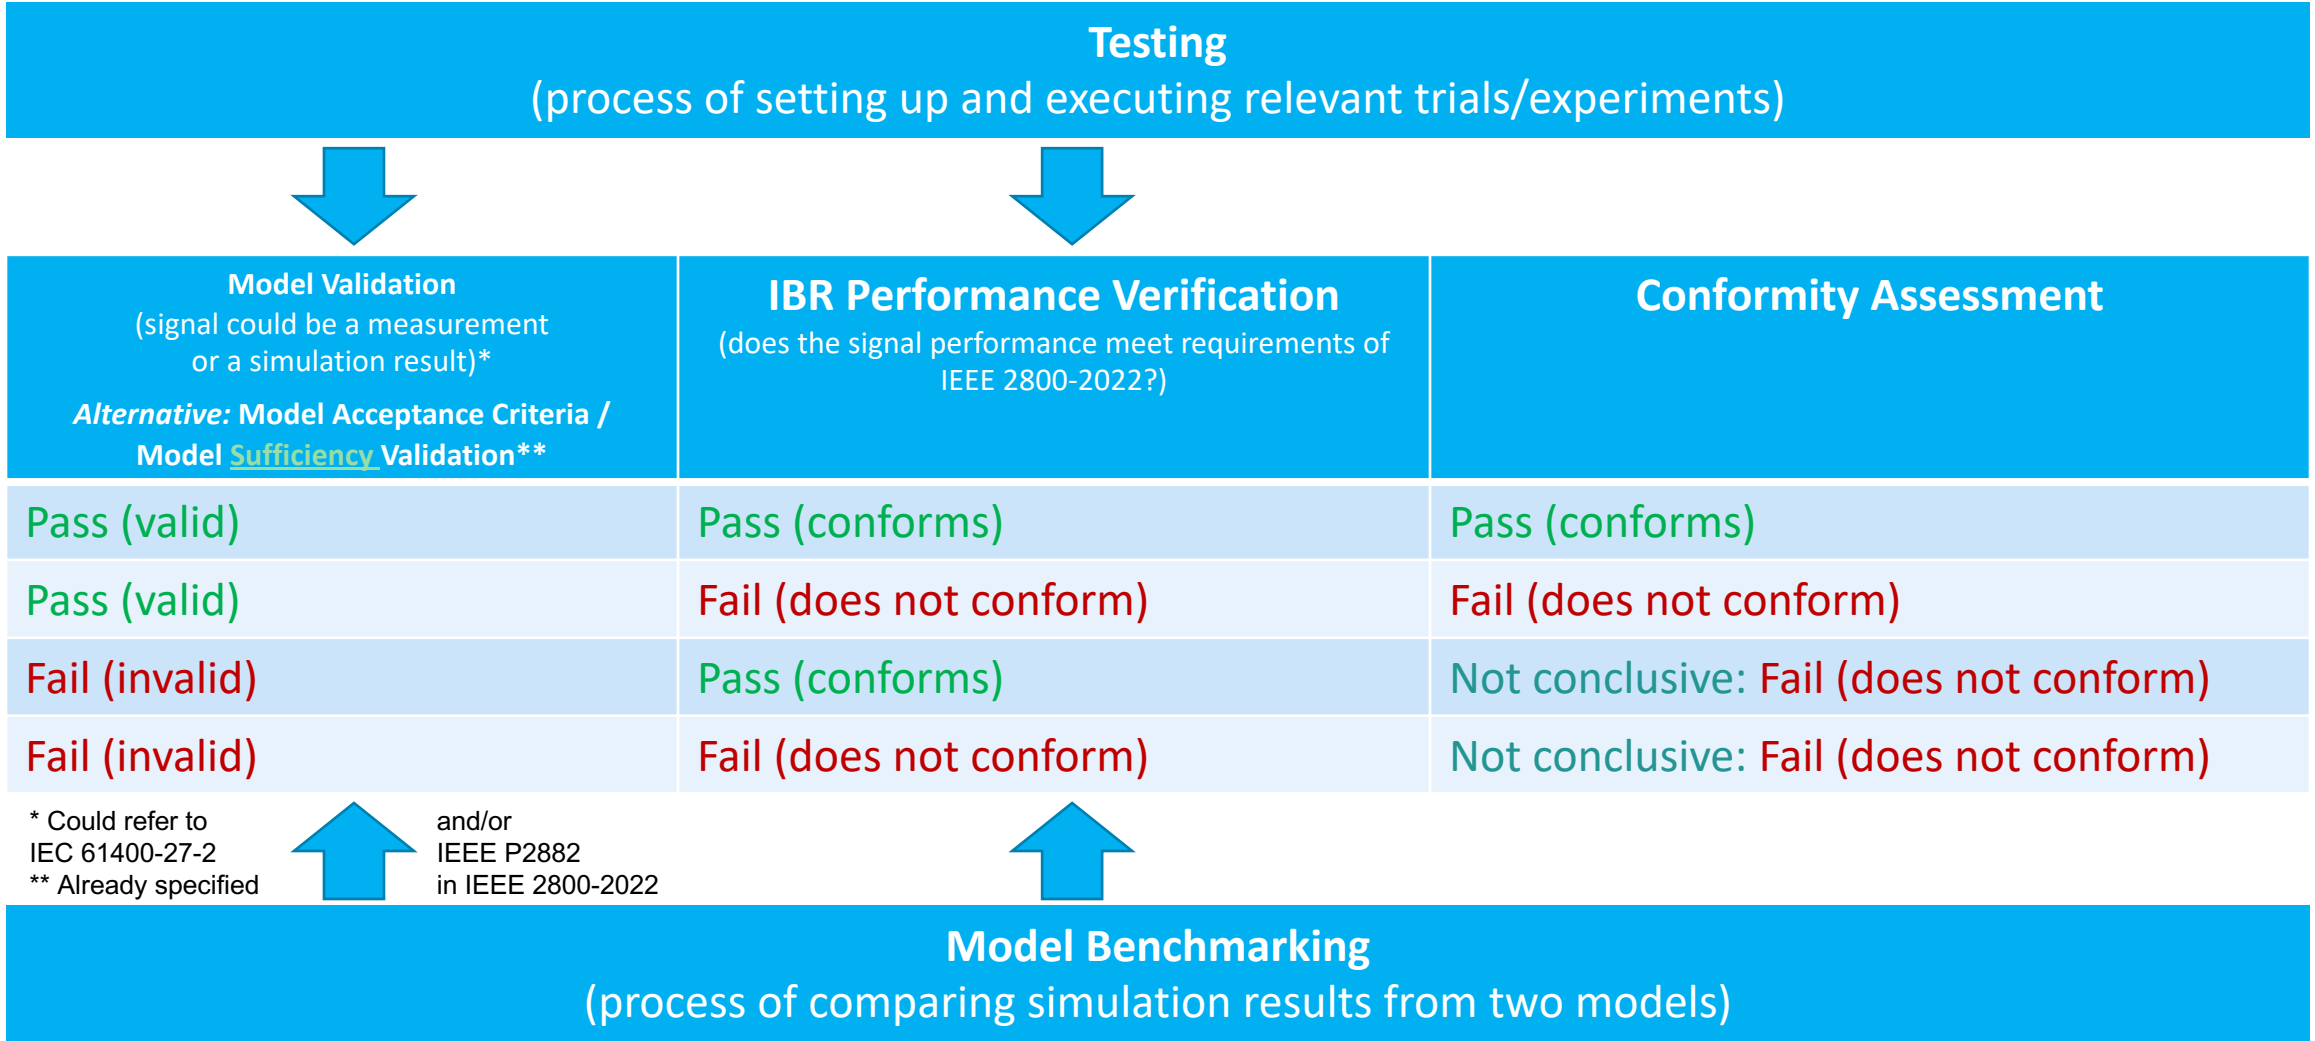 Testing
(process of setting up and executing relevant trials/experiments)
Model Validation
(signal could be a measurement
or a simulation result)*
Alternative: Model Acceptance Criteria /
Model Sufficiency Validation**
IBR Performance Verification
(does the signal performance meet requirements of
IEEE 2800-2022?)
Conformity Assessment
Pass (valid)
Pass (conforms)
Pass (conforms)
Pass (valid)
Fail (does not conform)
Fail (does not conform)
Fail (invalid)
Pass (conforms)
Not conclusive: Fail (does not conform)
Fail (invalid)
Fail (does not conform)
Not conclusive: Fail (does not conform)
* Could refer to
IEC 61400-27-2
** Already specified
and/or
IEEE P2882
in IEEE 2800-2022
Model Benchmarking
(process of comparing simulation results from two models)